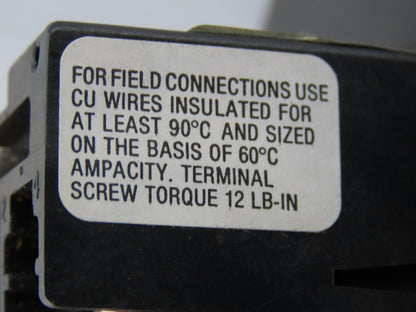 FOR FIELD CONNECTIONS USE
CU WIRES INSULATED FOR
AT LEAST 90°C AND SIZED
ON THE BASIS OF 60°C
AMPACITY. TERMINAL
SCREW TORQUE 12 LB-IN